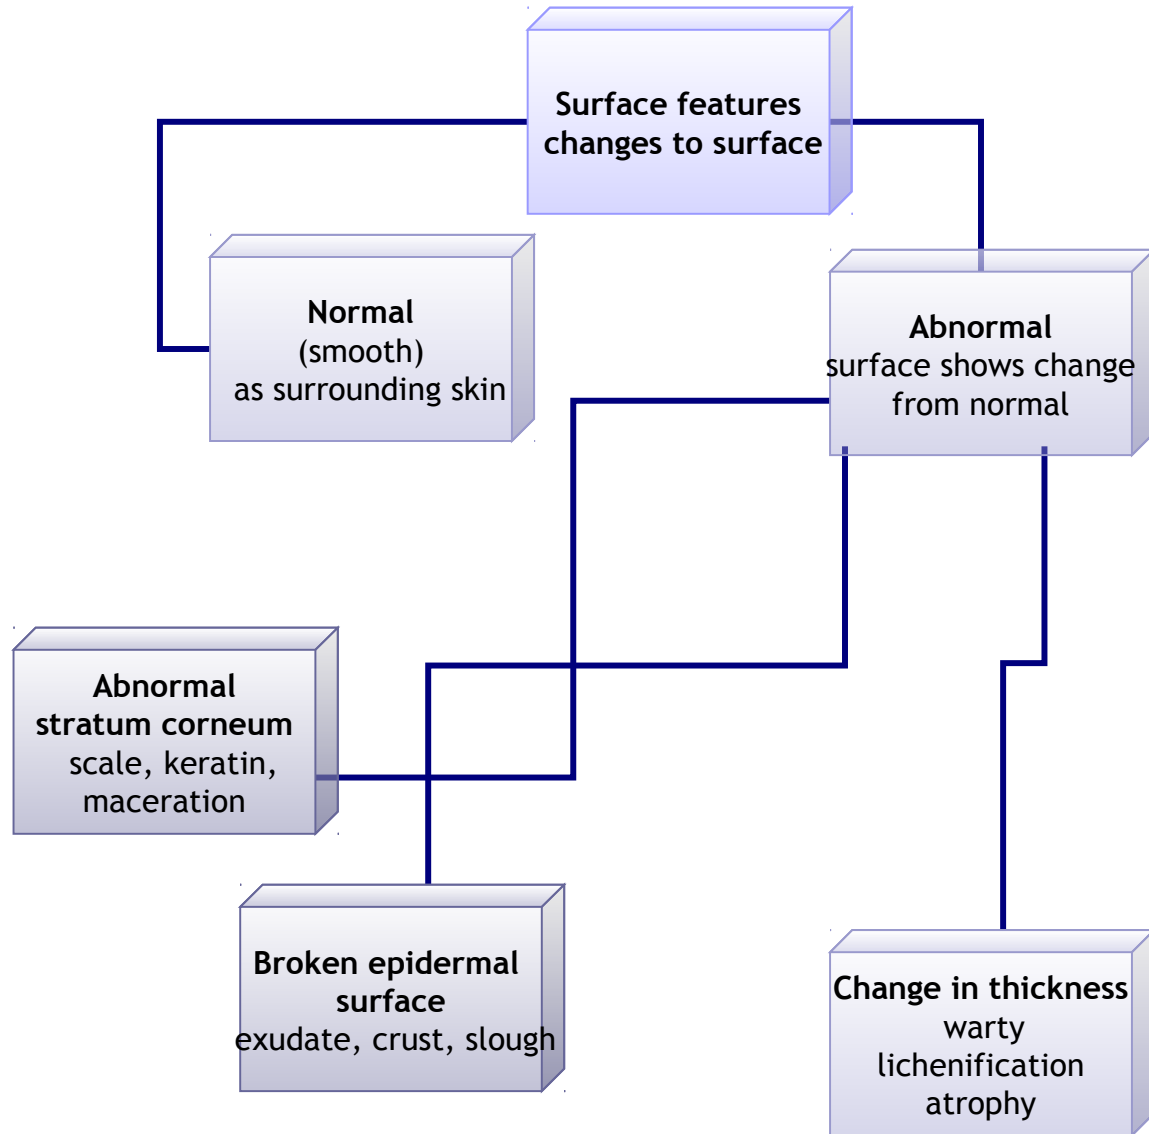 Surface features
changes to surface
Normal
(smooth)
as surrounding skin
Abnormal
surface shows change
from normal
Abnormal
stratum corneum
scale, keratin,
maceration
Broken epidermal
surface
exudate, crust, slough
Change in thickness
warty
lichenification
atrophy